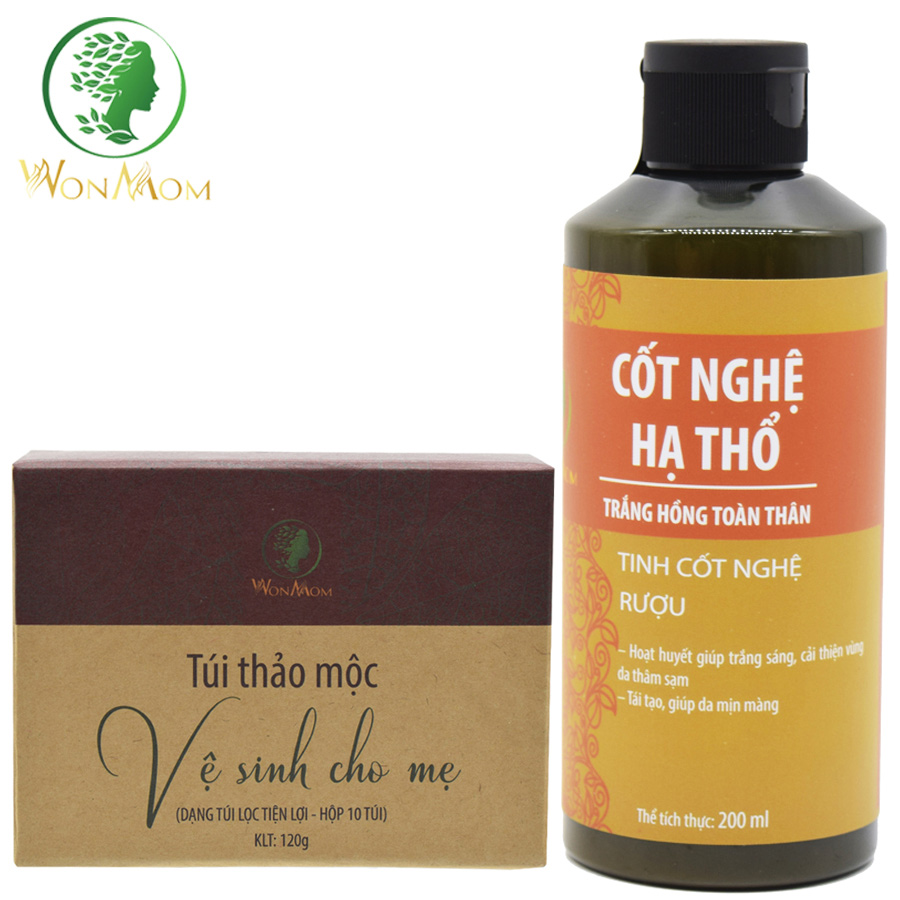 WONMOM
WONMOM
Túi thảo mộc
Vệ sinh cho mẹ
(DẠNG TÚI LỌC TIỆN LỢI - HỘP 10 TÚI)
KLT: 120g
CỐT NGHỆ
HẠ THỔ
TRẮNG HỒNG TOÀN THÂN
TINH CỐT NGHỆ
RƯỢU
– Hoạt huyết giúp trắng sáng, cải thiện vùng
da thâm sạm
– Tái tạo, giúp da mịn màng
Thể tích thực: 200 ml